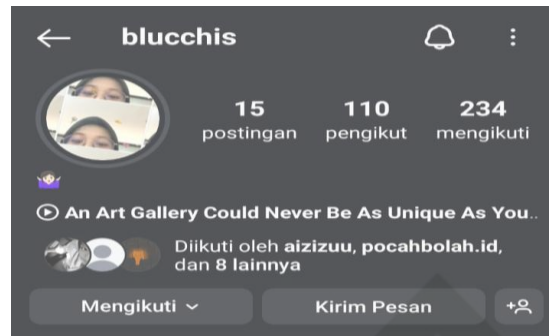 blucchis
15 110 234
postingan pengikut mengikuti
An Art Gallery Could Never Be As Unique As You..
Diikuti oleh aizizuu, pocahbolah.id,
dan 8 lainnya
Mengikuti Kirim Pesan